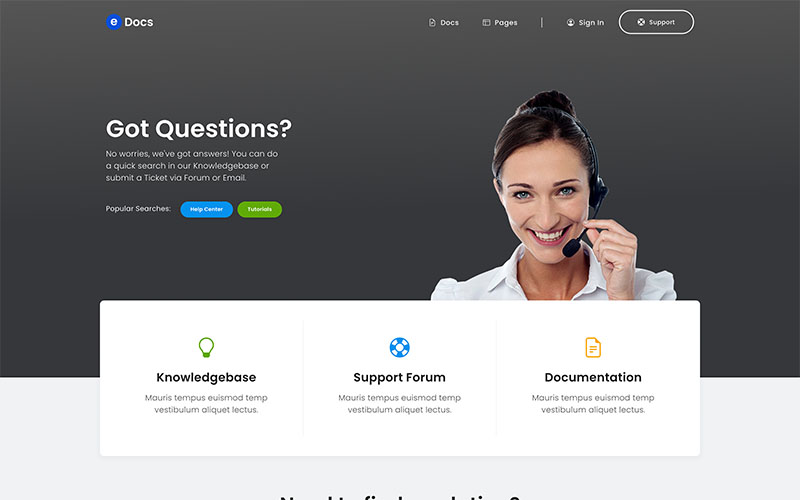 e Docs
Docs
Pages
Sign In
Support
Got Questions?
No worries, we've got answers! You can do
a quick search in our Knowledgebase or
submit a Ticket via Forum or Email.
Popular Searches:
Help Center
Tutorials
Knowledgebase
Mauris tempus euismod temp
vestibulum aliquet lectus.
Support Forum
Mauris tempus euismod temp
vestibulum aliquet lectus.
Documentation
Mauris tempus euismod temp
vestibulum aliquet lectus.